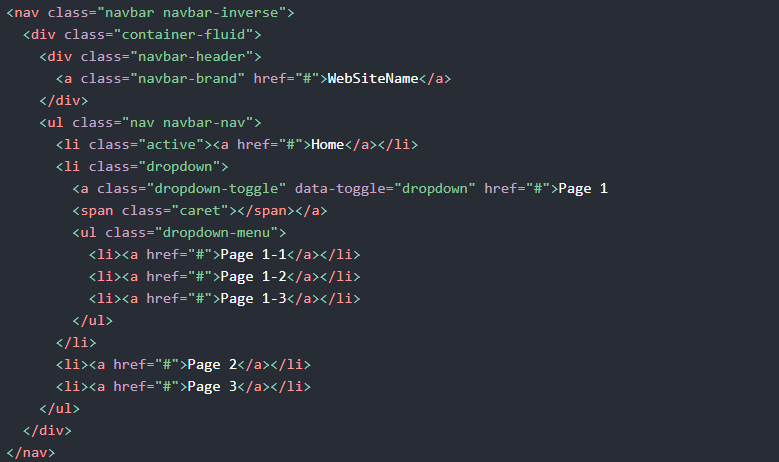 <nav class="navbar navbar-inverse">
  <div class="container-fluid">
    <div class="navbar-header">
      <a class="navbar-brand" href="#">WebSiteName</a>
    </div>
    <ul class="nav navbar-nav">
      <li class="active"><a href="#">Home</a></li>
      <li class="dropdown">
        <a class="dropdown-toggle" data-toggle="dropdown" href="#">Page 1
        <span class="caret"></span></a>
        <ul class="dropdown-menu">
          <li><a href="#">Page 1-1</a></li>
          <li><a href="#">Page 1-2</a></li>
          <li><a href="#">Page 1-3</a></li>
        </ul>
      </li>
      <li><a href="#">Page 2</a></li>
      <li><a href="#">Page 3</a></li>
    </ul>
  </div>
</nav>